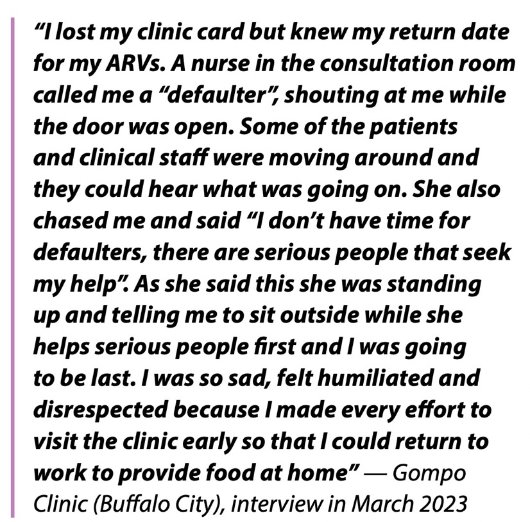 “I lost my clinic card but knew my return date
for my ARVs. A nurse in the consultation room
called me a “defaulter”, shouting at me while
the door was open. Some of the patients
and clinical staff were moving around and
they could hear what was going on. She also
chased me and said “I don’t have time for
defaulters, there are serious people that seek
my help”. As she said this she was standing
up and telling me to sit outside while she
helps serious people first and I was going
to be last. I was so sad, felt humiliated and
disrespected because I made every effort to
visit the clinic early so that I could return to
work to provide food at home” — Gompo
Clinic (Buffalo City), interview in March 2023